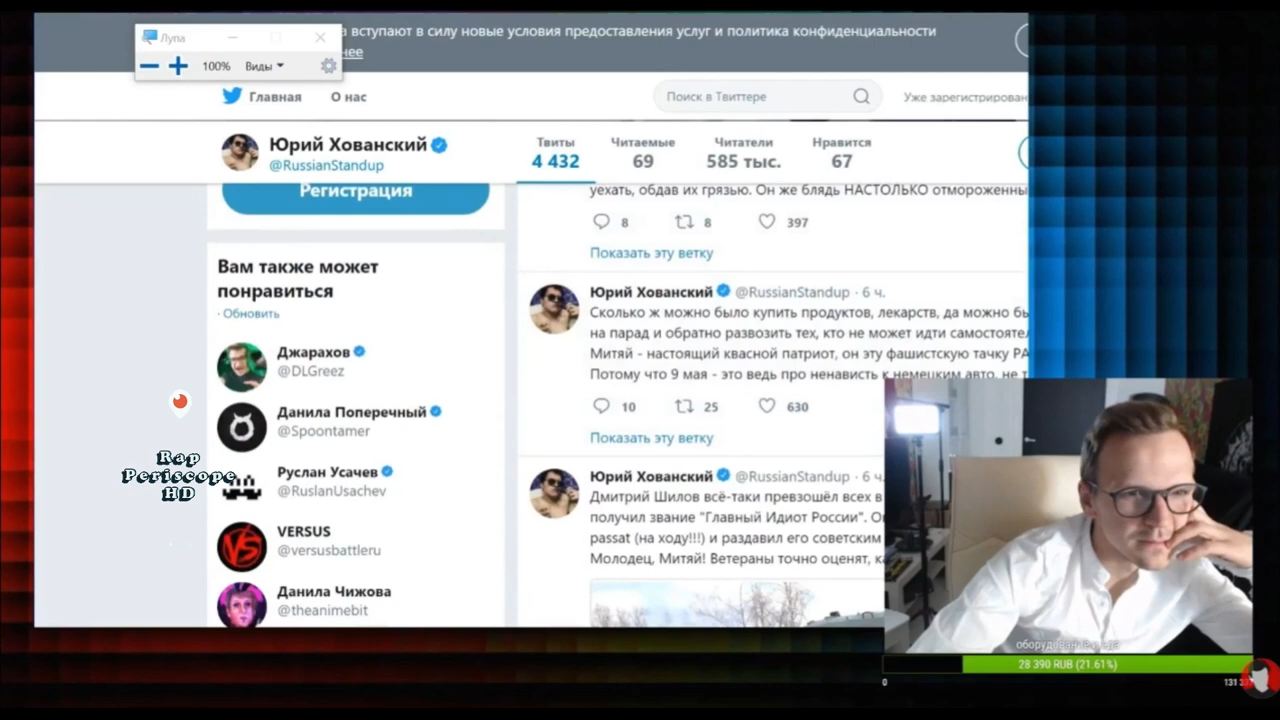 Лупа
а вступают в силу новые условия предоставления услуг и политика конфиденциальности
нее
100% Виды
Главная О нас Поиск в Твиттере Уже зарегистрирован
Юрий Хованский
@RussianStandup
Твиты Читаемые Читатели Нравится
4 432 69 585 тыс. 67
Регистрация
уехать, обдав их грязью. Он же блядь НАСТОЛЬКО отмороженны
8 8 397
Показать эту ветку
Вам также может
понравиться
· Обновить
Джарахов
@DLGreez
Данила Поперечный
@Spoontamer
Руслан Усачев
@RuslanUsachev
VERSUS
@versusbattleru
Данила Чижова
@theanimebit
Юрий Хованский @RussianStandup · 6 ч.
Сколько ж можно было купить продуктов, лекарств, да можно бы
на парад и обратно развозить тех, кто не может идти самостоятел
Митяй - настоящий квасной патриот, он эту фашистскую тачку РА
Потому что 9 мая - это ведь про ненависть к немецким авто, не т
10 25 630
Показать эту ветку
Юрий Хованский @RussianStandup · 6 ч.
Дмитрий Шилов всё-таки превзошёл всех в
получил звание "Главный Идиот России". О
passat (на ходу!!!) и раздавил его советским
Молодец, Митяй! Ветераны точно оценят, ка
Rap
Periscope
HD
оборудование
28 390 RUB (21.61%)
0